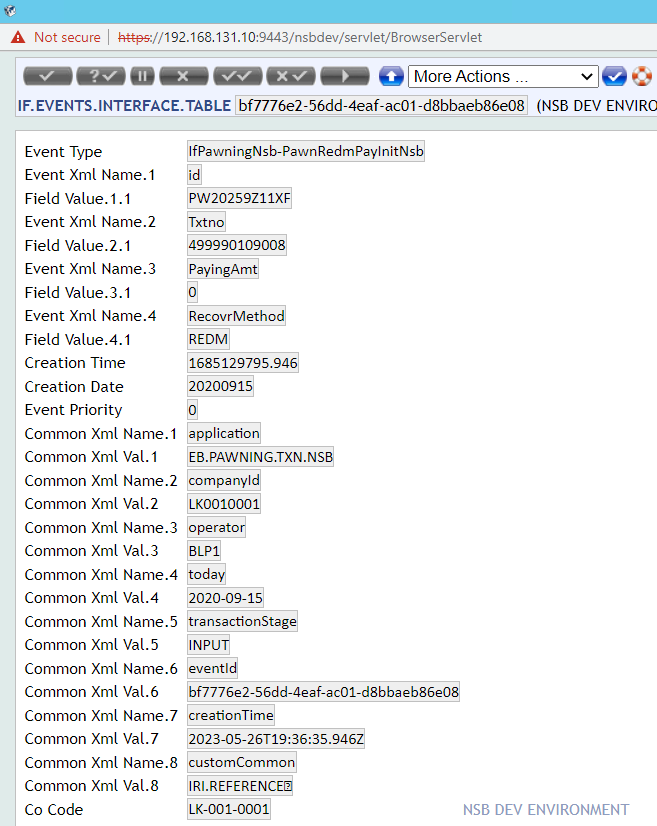 Not secure | https://192.168.131.10:9443/nsbdev/servlet/BrowserServlet
More Actions ...
IF.EVENTS.INTERFACE.TABLE bf7776e2-56dd-4eaf-ac01-d8bbaeb86e08 (NSB DEV ENVIRO
Event Type IfPawningNsb-PawnRedmPayInitNsb
Event Xml Name.1 id
Field Value.1.1 PW20259Z11XF
Event Xml Name.2 Txtno
Field Value.2.1 499990109008
Event Xml Name.3 PayingAmt
Field Value.3.1 0
Event Xml Name.4 RecovrMethod
Field Value.4.1 REDM
Creation Time 1685129795.946
Creation Date 20200915
Event Priority 0
Common Xml Name.1 application
Common Xml Val.1 EB.PAWNING.TXN.NSB
Common Xml Name.2 companyId
Common Xml Val.2 LK0010001
Common Xml Name.3 operator
Common Xml Val.3 BLP1
Common Xml Name.4 today
Common Xml Val.4 2020-09-15
Common Xml Name.5 transactionStage
Common Xml Val.5 INPUT
Common Xml Name.6 eventId
Common Xml Val.6 bf7776e2-56dd-4eaf-ac01-d8bbaeb86e08
Common Xml Name.7 creationTime
Common Xml Val.7 2023-05-26T19:36:35.946Z
Common Xml Name.8 customCommon
Common Xml Val.8 IRI.REFERENCE
Co Code LK-001-0001
NSB DEV ENVIRONMENT